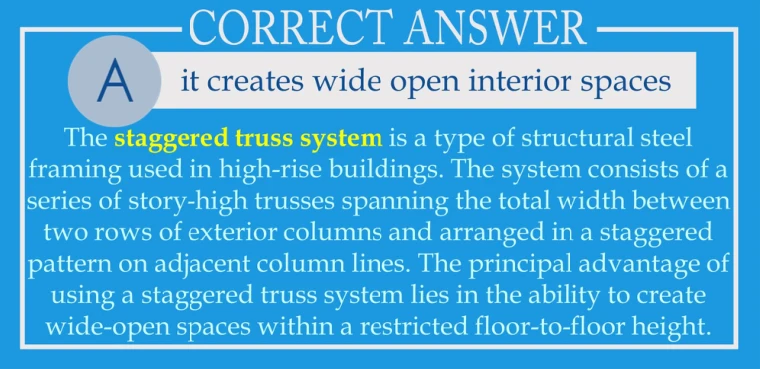 CORRECT ANSWER
A it creates wide open interior spaces
The staggered truss system is a type of structural steel
framing used in high-rise buildings. The system consists of a
series of story-high trusses spanning the total width between
two rows of exterior columns and arranged in a staggered
pattern on adjacent column lines. The principal advantage of
using a staggered truss system lies in the ability to create
wide-open spaces within a restricted floor-to-floor height.